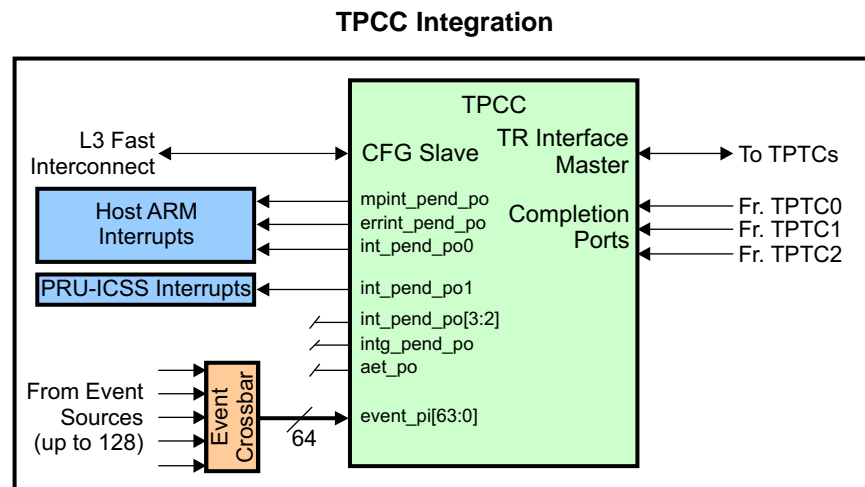 TPCC Integration
TPCC
L3 Fast
Interconnect
CFG Slave
TR Interface
Master
To TPTCs
Host ARM
Interrupts
mpint_pend_po
errint_pend_po
int_pend_po0
Completion
Ports
Fr. TPTC0
Fr. TPTC1
Fr. TPTC2
PRU-ICSS Interrupts
int_pend_po1
int_pend_po[3:2]
intg_pend_po
aet_po
From Event
Sources
(up to 128)
Event
Crossbar
64
event_pi[63:0]